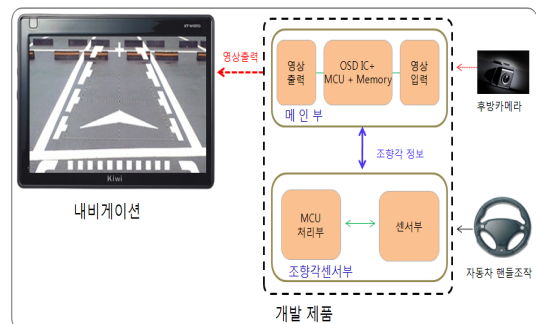 영상출력
영상
출력
OSD IC+
MCU + Memory
영상
입력
메 인 부
후방카메라
Kiwi
내비게이션
조향각 정보
MCU
처리부
센서부
조향각센서부
자동차 핸들조작
개발 제품